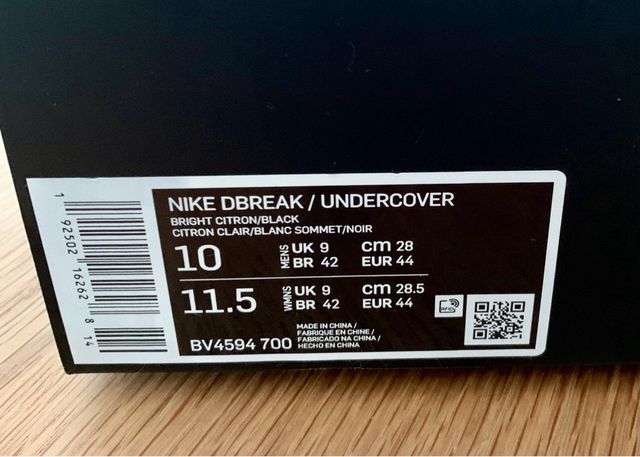 NIKE DBREAK / UNDERCOVER
BRIGHT CITRON/BLACK
CITRON CLAIR/BLANC SOMMET/NOIR
10 MENS UK 9 cm 28
BR 42 EUR 44
11.5 WMNS UK 9 cm 28.5
BR 42 EUR 44
BV4594 700
MADE IN CHINA /
FABRIQUE EN CHINE /
FABRICADO NA CHINA /
HECHO EN CHINA
1 92502 16262 8 14